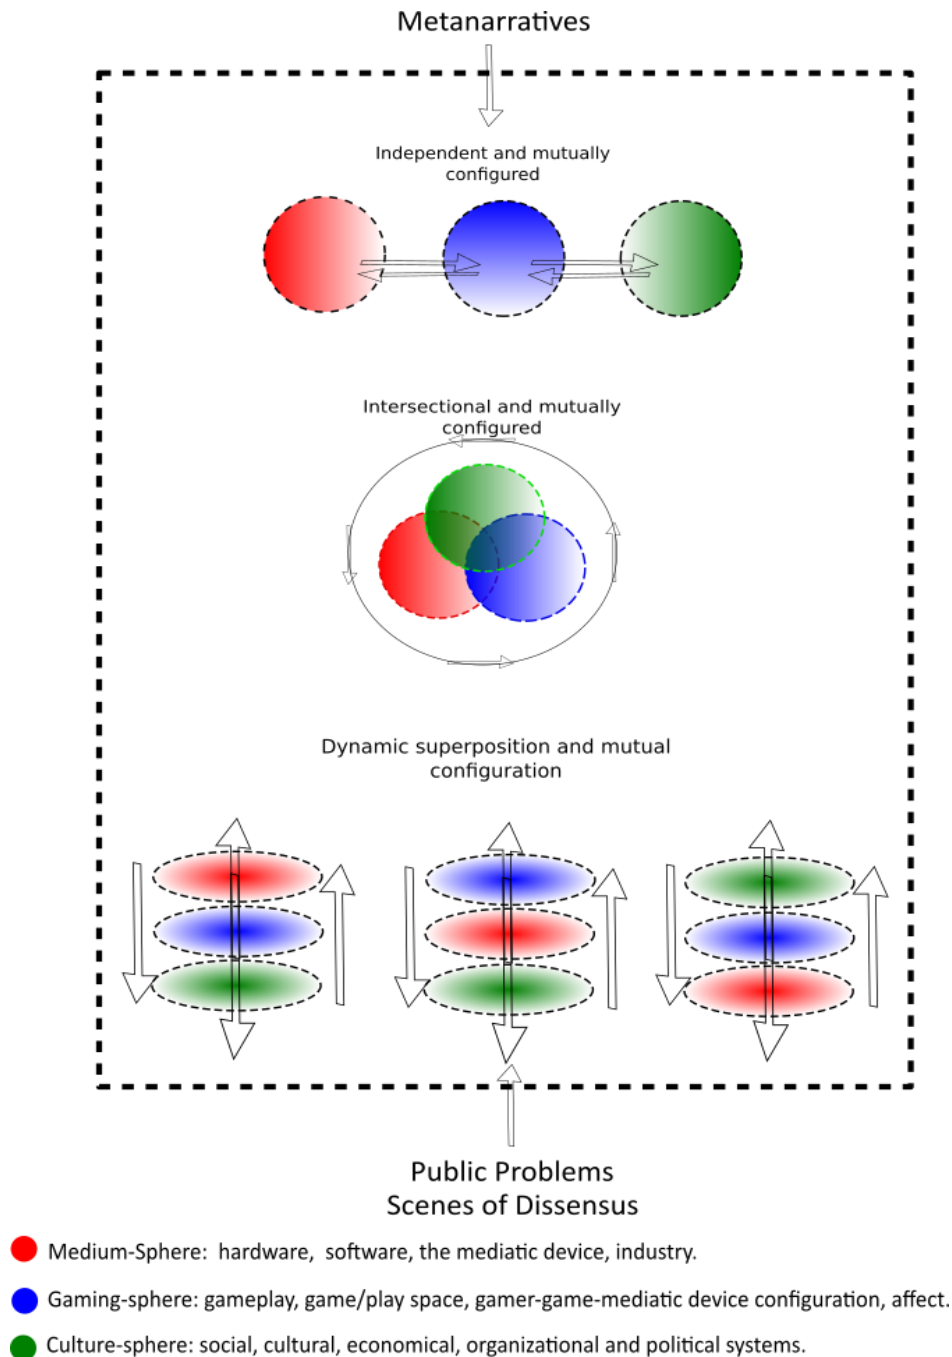 Metanarratives
Independent and mutually
configured
Intersectional and mutually
configured
Dynamic superposition and mutual
configuration
Public Problems
Scenes of Dissensus
Medium-Sphere: hardware, software, the mediatic device, industry.
Gaming-sphere: gameplay, game/play space, gamer-game-mediatic device configuration, affect.
Culture-sphere: social, cultural, economical, organizational and political systems.